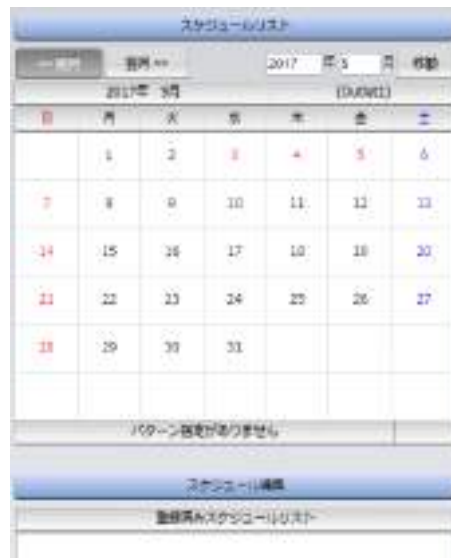 スケジュールリスト
翌月 >> 2017 年 5 月 移動
2017年 5月 (Outlet1)
日 月 火 水 木 金 土
1 2 3 4 5 6
7 8 9 10 11 12 13
14 15 16 17 18 19 20
21 22 23 24 25 26 27
28 29 30 31
パターン指定がありません
スケジュール編集
登録済みスケジュールリスト